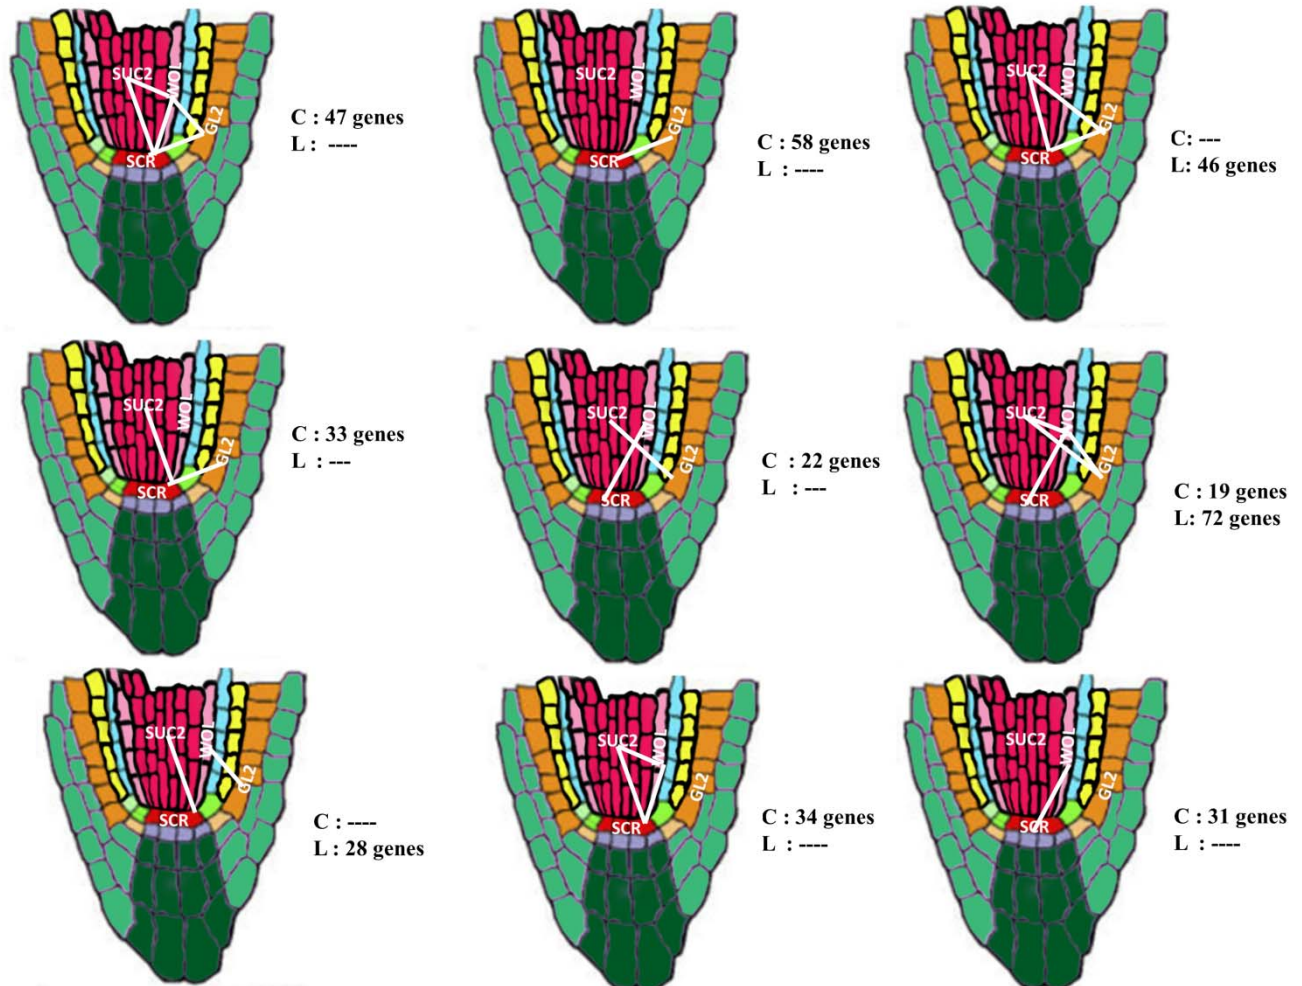 SUC2
WOL
GL2
SCR
C : 47 genes
L : ----
SUC2
WOL
GL2
SCR
C : 58 genes
L : ----
SUC2
WOL
GL2
SCR
C: ---
L: 46 genes
SUC2
WOL
GL2
SCR
C : 33 genes
L : ---
SUC2
WOL
GL2
SCR
C : 22 genes
L : ---
SUC2
WOL
GL2
SCR
C : 19 genes
L: 72 genes
SUC2
WOL
GL2
SCR
C : ----
L : 28 genes
SUC2
WOL
GL2
SCR
C : 34 genes
L : ----
SUC2
WOL
GL2
SCR
C : 31 genes
L : ----